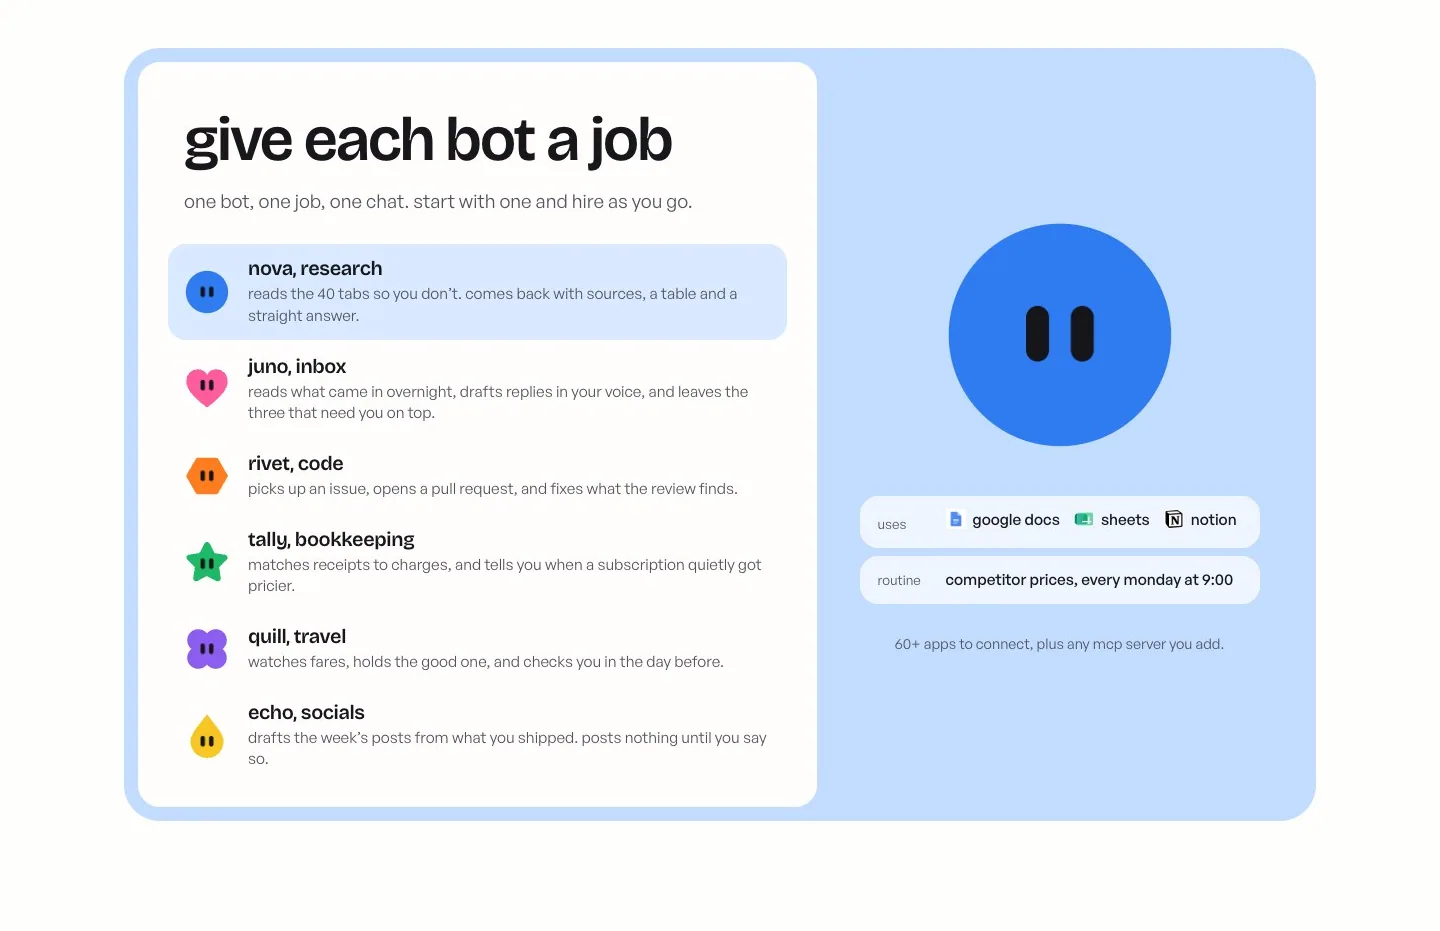 give each bot a job
one bot, one job, one chat. start with one and hire as you go.
nova, research
reads the 40 tabs so you don’t. comes back with sources, a table and a
straight answer.
juno, inbox
reads what came in overnight, drafts replies in your voice, and leaves the
three that need you on top.
rivet, code
picks up an issue, opens a pull request, and fixes what the review finds.
tally, bookkeeping
matches receipts to charges, and tells you when a subscription quietly got
pricier.
quill, travel
watches fares, holds the good one, and checks you in the day before.
echo, socials
drafts the week’s posts from what you shipped. posts nothing until you say
so.
uses google docs sheets notion
routine competitor prices, every monday at 9:00
60+ apps to connect, plus any mcp server you add.